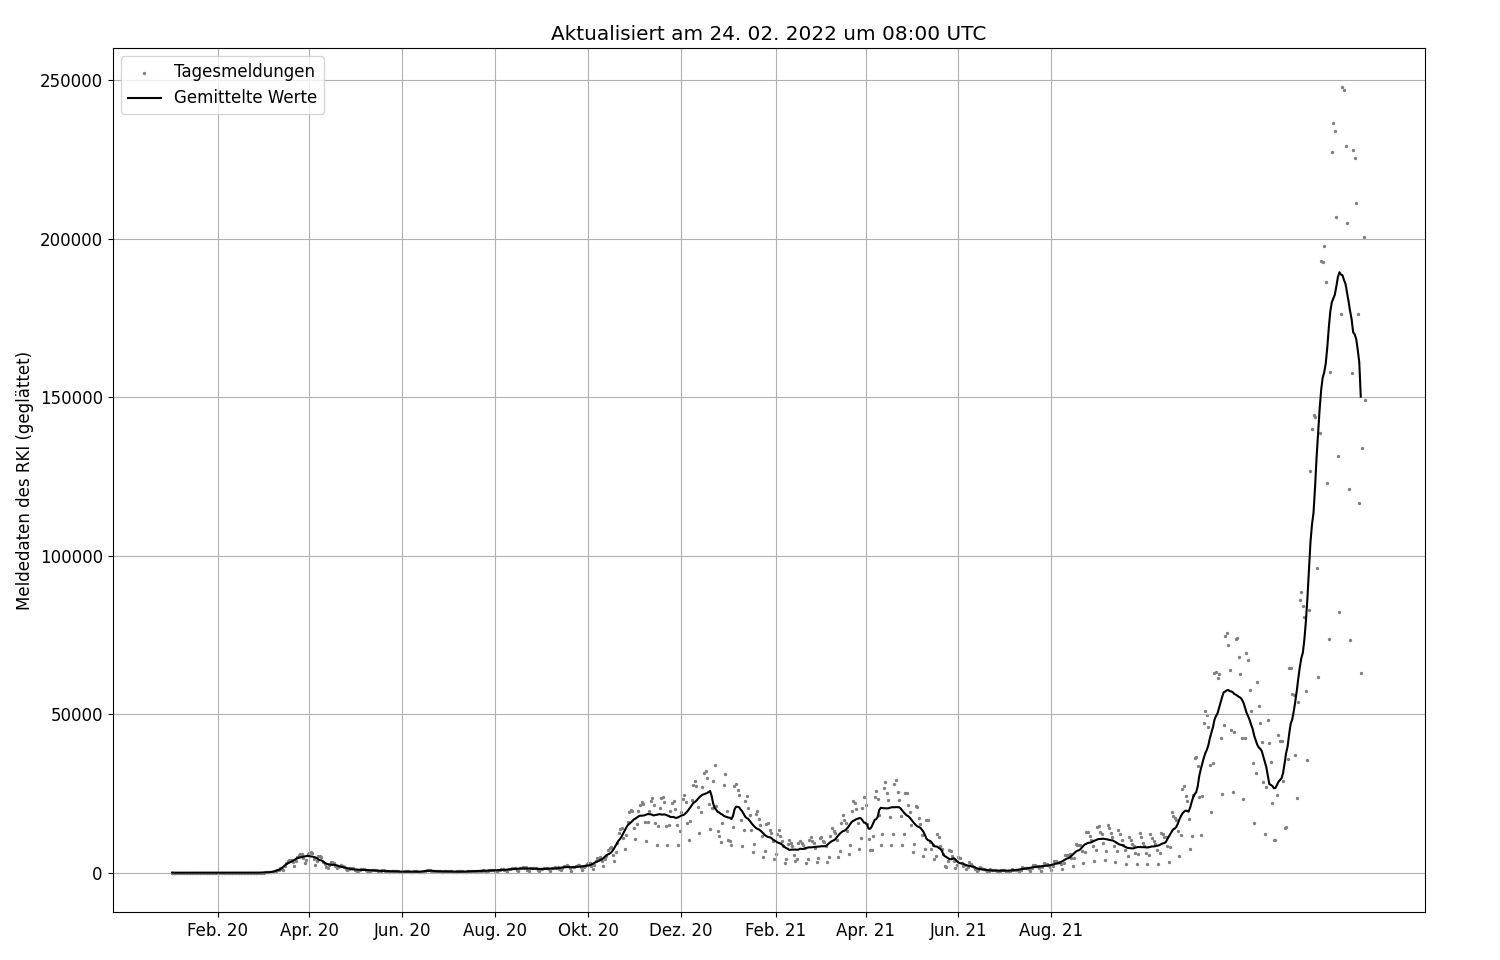 Aktualisiert am 24. 02. 2022 um 08:00 UTC
Tagesmeldungen
Gemittelte Werte
Meldedaten des RKI (geglättet)
250000
200000
150000
100000
50000
0
Feb. 20 Apr. 20 Jun. 20 Aug. 20 Okt. 20 Dez. 20 Feb. 21 Apr. 21 Jun. 21 Aug. 21